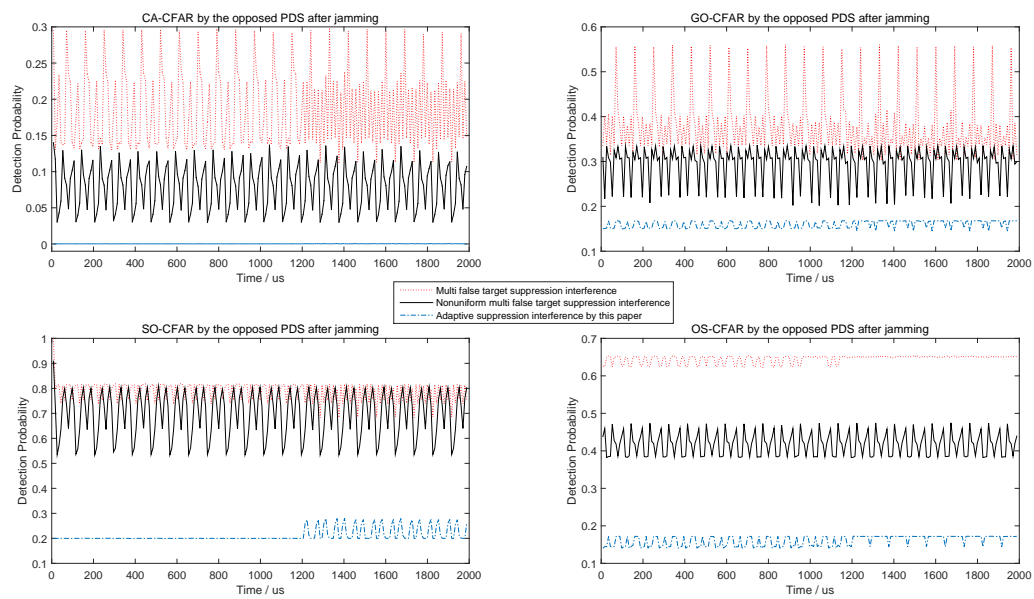 CA-CFAR by the opposed PDS after jamming
0.3
0.25
0.2
0.15
0.1
0.05
0
Detection Probability
0 200 400 600 800 1000 1200 1400 1600 1800 2000
Time / us
GO-CFAR by the opposed PDS after jamming
0.6
0.5
0.4
0.3
0.2
0.1
Detection Probability
0 200 400 600 800 1000 1200 1400 1600 1800 2000
Time / us
Multi false target suppression interference
Nonuniform multi false target suppression interference
Adaptive suppression interference by this paper
SO-CFAR by the opposed PDS after jamming
1
0.9
0.8
0.7
0.6
0.5
0.4
0.3
0.2
0.1
Detection Probability
0 200 400 600 800 1000 1200 1400 1600 1800 2000
Time / us
OS-CFAR by the opposed PDS after jamming
0.7
0.6
0.5
0.4
0.3
0.2
0.1
Detection Probability
0 200 400 600 800 1000 1200 1400 1600 1800 2000
Time / us